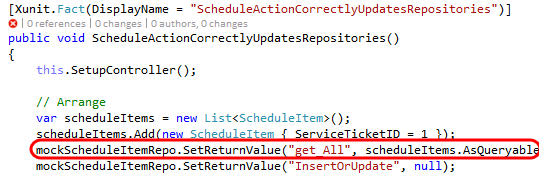 [Xunit.Fact(DisplayName = "ScheduleActionCorrectlyUpdatesRepositories")]
0 references | 0 changes | 0 authors, 0 changes
public void ScheduleActionCorrectlyUpdatesRepositories()
{
this.SetupController();
// Arrange
var scheduleItems = new List<ScheduleItem>();
scheduleItems.Add(new ScheduleItem { ServiceTicketID = 1 });
mockScheduleItemRepo.SetReturnValue("get_All", scheduleItems.AsQueryable
mockScheduleItemRepo.SetReturnValue("InsertOrUpdate", null);